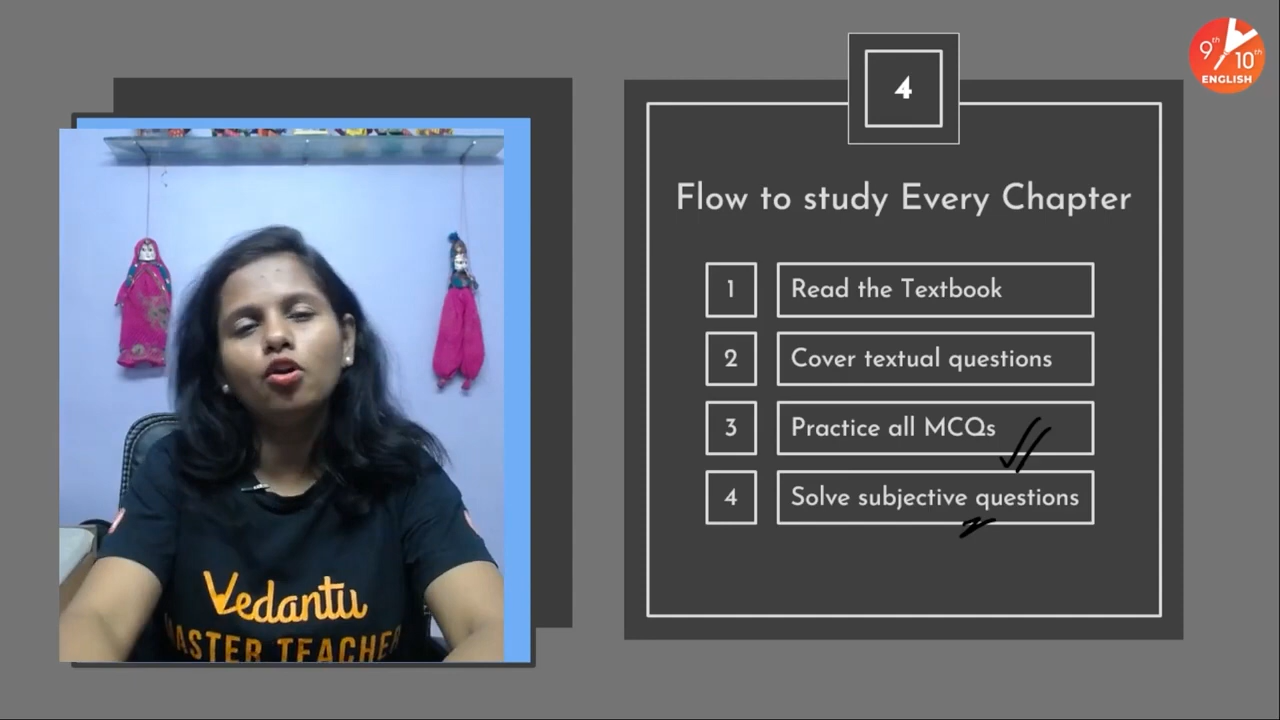 9th 10th
ENGLISH
4
Flow to study Every Chapter
1 Read the Textbook
2 Cover textual questions
3 Practice all MCQs
4 Solve subjective questions
Vedantu
MASTER TEACHER